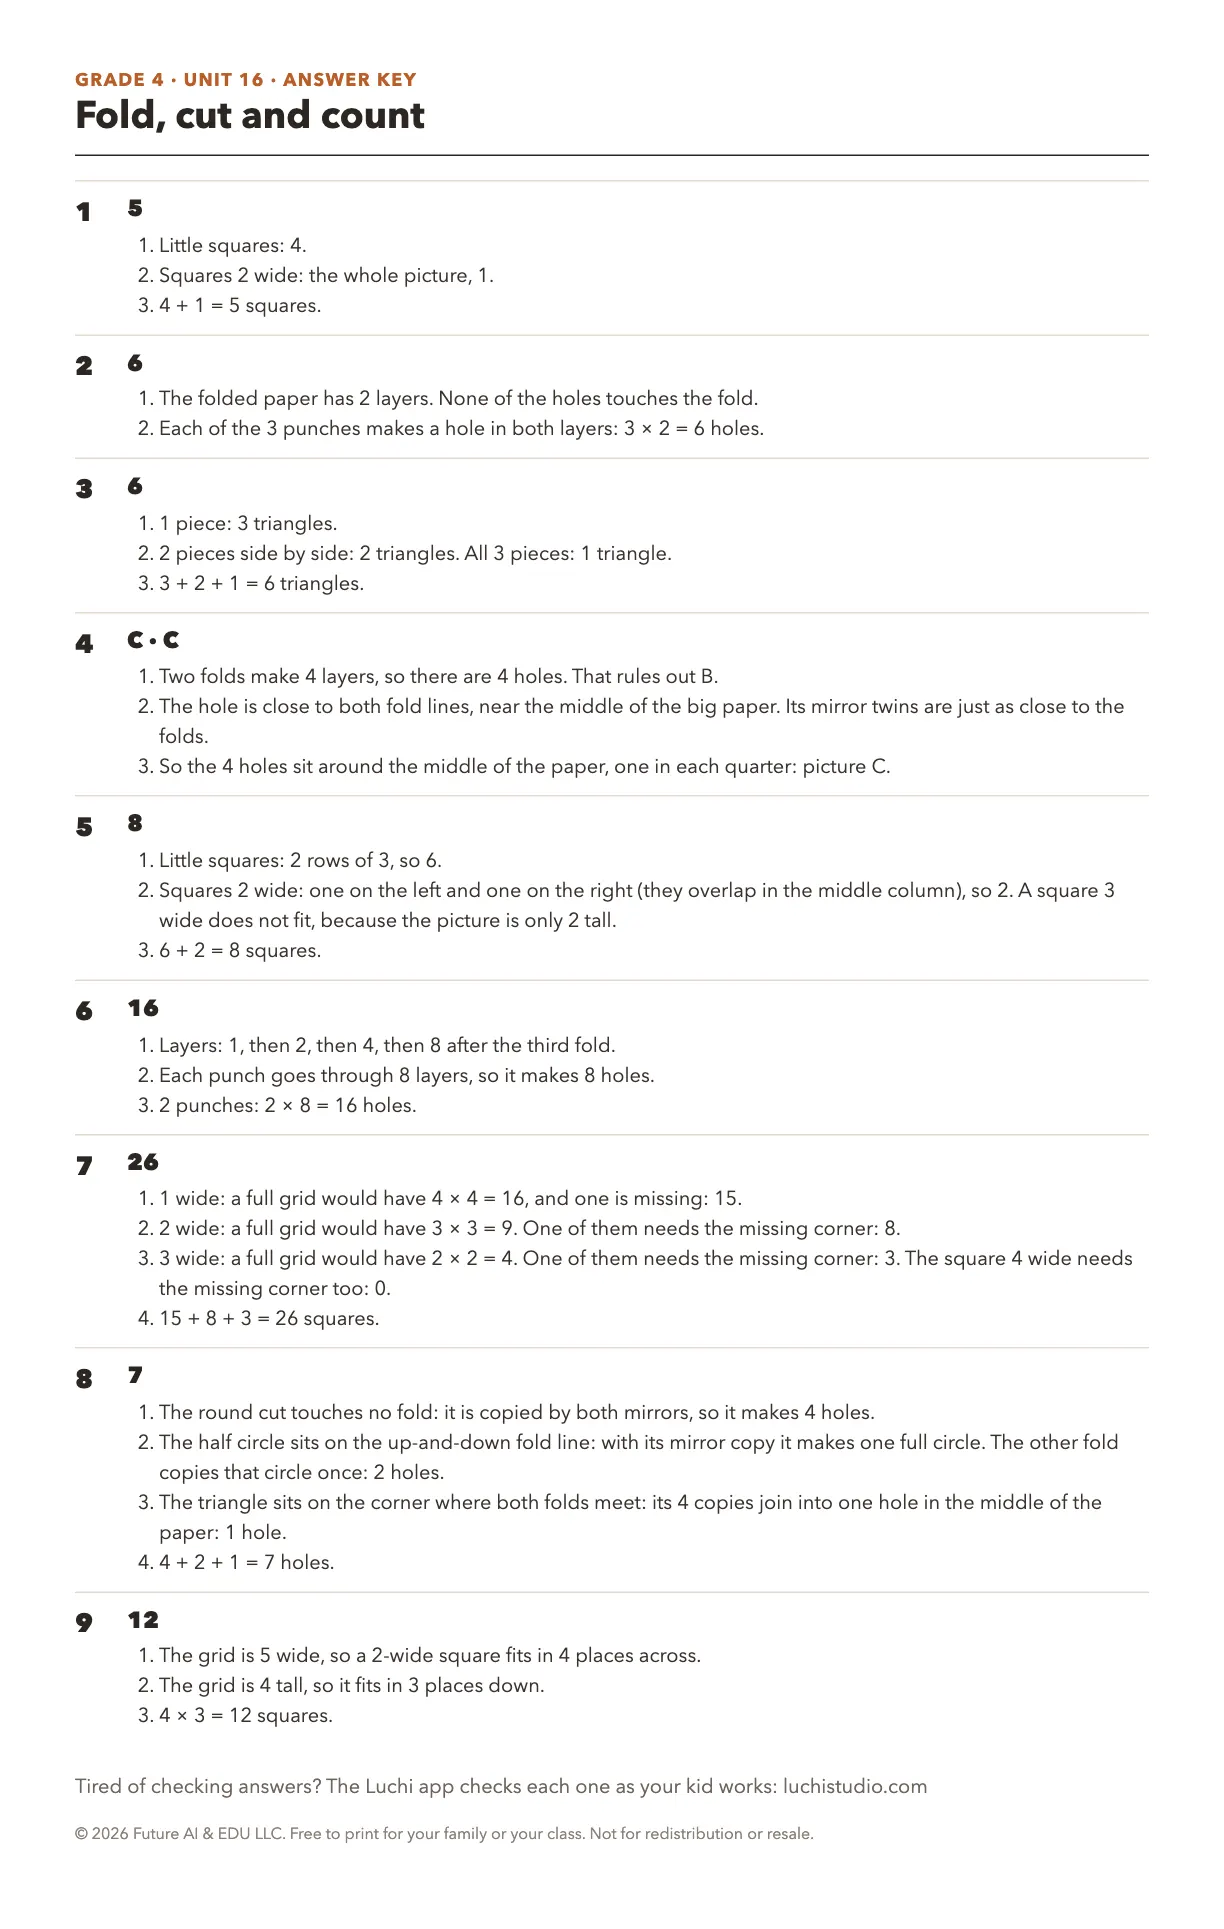 GRADE 4 · UNIT 16 · ANSWER KEY
Fold, cut and count
1 5
1. Little squares: 4.
2. Squares 2 wide: the whole picture, 1.
3. 4 + 1 = 5 squares.
2 6
1. The folded paper has 2 layers. None of the holes touches the fold.
2. Each of the 3 punches makes a hole in both layers: 3 × 2 = 6 holes.
3 6
1. 1 piece: 3 triangles.
2. 2 pieces side by side: 2 triangles. All 3 pieces: 1 triangle.
3. 3 + 2 + 1 = 6 triangles.
4 C · C
1. Two folds make 4 layers, so there are 4 holes. That rules out B.
2. The hole is close to both fold lines, near the middle of the big paper. Its mirror twins are just as close to the
folds.
3. So the 4 holes sit around the middle of the paper, one in each quarter: picture C.
5 8
1. Little squares: 2 rows of 3, so 6.
2. Squares 2 wide: one on the left and one on the right (they overlap in the middle column), so 2. A square 3
wide does not fit, because the picture is only 2 tall.
3. 6 + 2 = 8 squares.
6 16
1. Layers: 1, then 2, then 4, then 8 after the third fold.
2. Each punch goes through 8 layers, so it makes 8 holes.
3. 2 punches: 2 × 8 = 16 holes.
7 26
1. 1 wide: a full grid would have 4 × 4 = 16, and one is missing: 15.
2. 2 wide: a full grid would have 3 × 3 = 9. One of them needs the missing corner: 8.
3. 3 wide: a full grid would have 2 × 2 = 4. One of them needs the missing corner: 3. The square 4 wide needs
the missing corner too: 0.
4. 15 + 8 + 3 = 26 squares.
8 7
1. The round cut touches no fold: it is copied by both mirrors, so it makes 4 holes.
2. The half circle sits on the up-and-down fold line: with its mirror copy it makes one full circle. The other fold
copies that circle once: 2 holes.
3. The triangle sits on the corner where both folds meet: its 4 copies join into one hole in the middle of the
paper: 1 hole.
4. 4 + 2 + 1 = 7 holes.
9 12
1. The grid is 5 wide, so a 2-wide square fits in 4 places across.
2. The grid is 4 tall, so it fits in 3 places down.
3. 4 × 3 = 12 squares.
Tired of checking answers? The Luchi app checks each one as your kid works: luchistudio.com
© 2026 Future AI & EDU LLC. Free to print for your family or your class. Not for redistribution or resale.